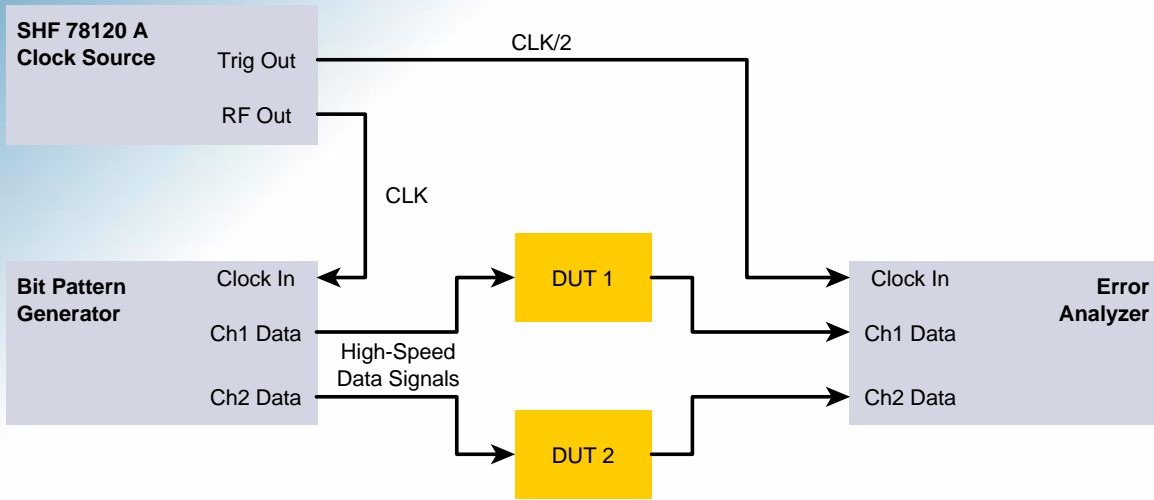 SHF 78120 A
Clock Source
Trig Out
RF Out
CLK/2
CLK
Bit Pattern
Generator
Clock In
Ch1 Data
Ch2 Data
High-Speed
Data Signals
DUT 1
DUT 2
Clock In
Ch1 Data
Ch2 Data
Error
Analyzer